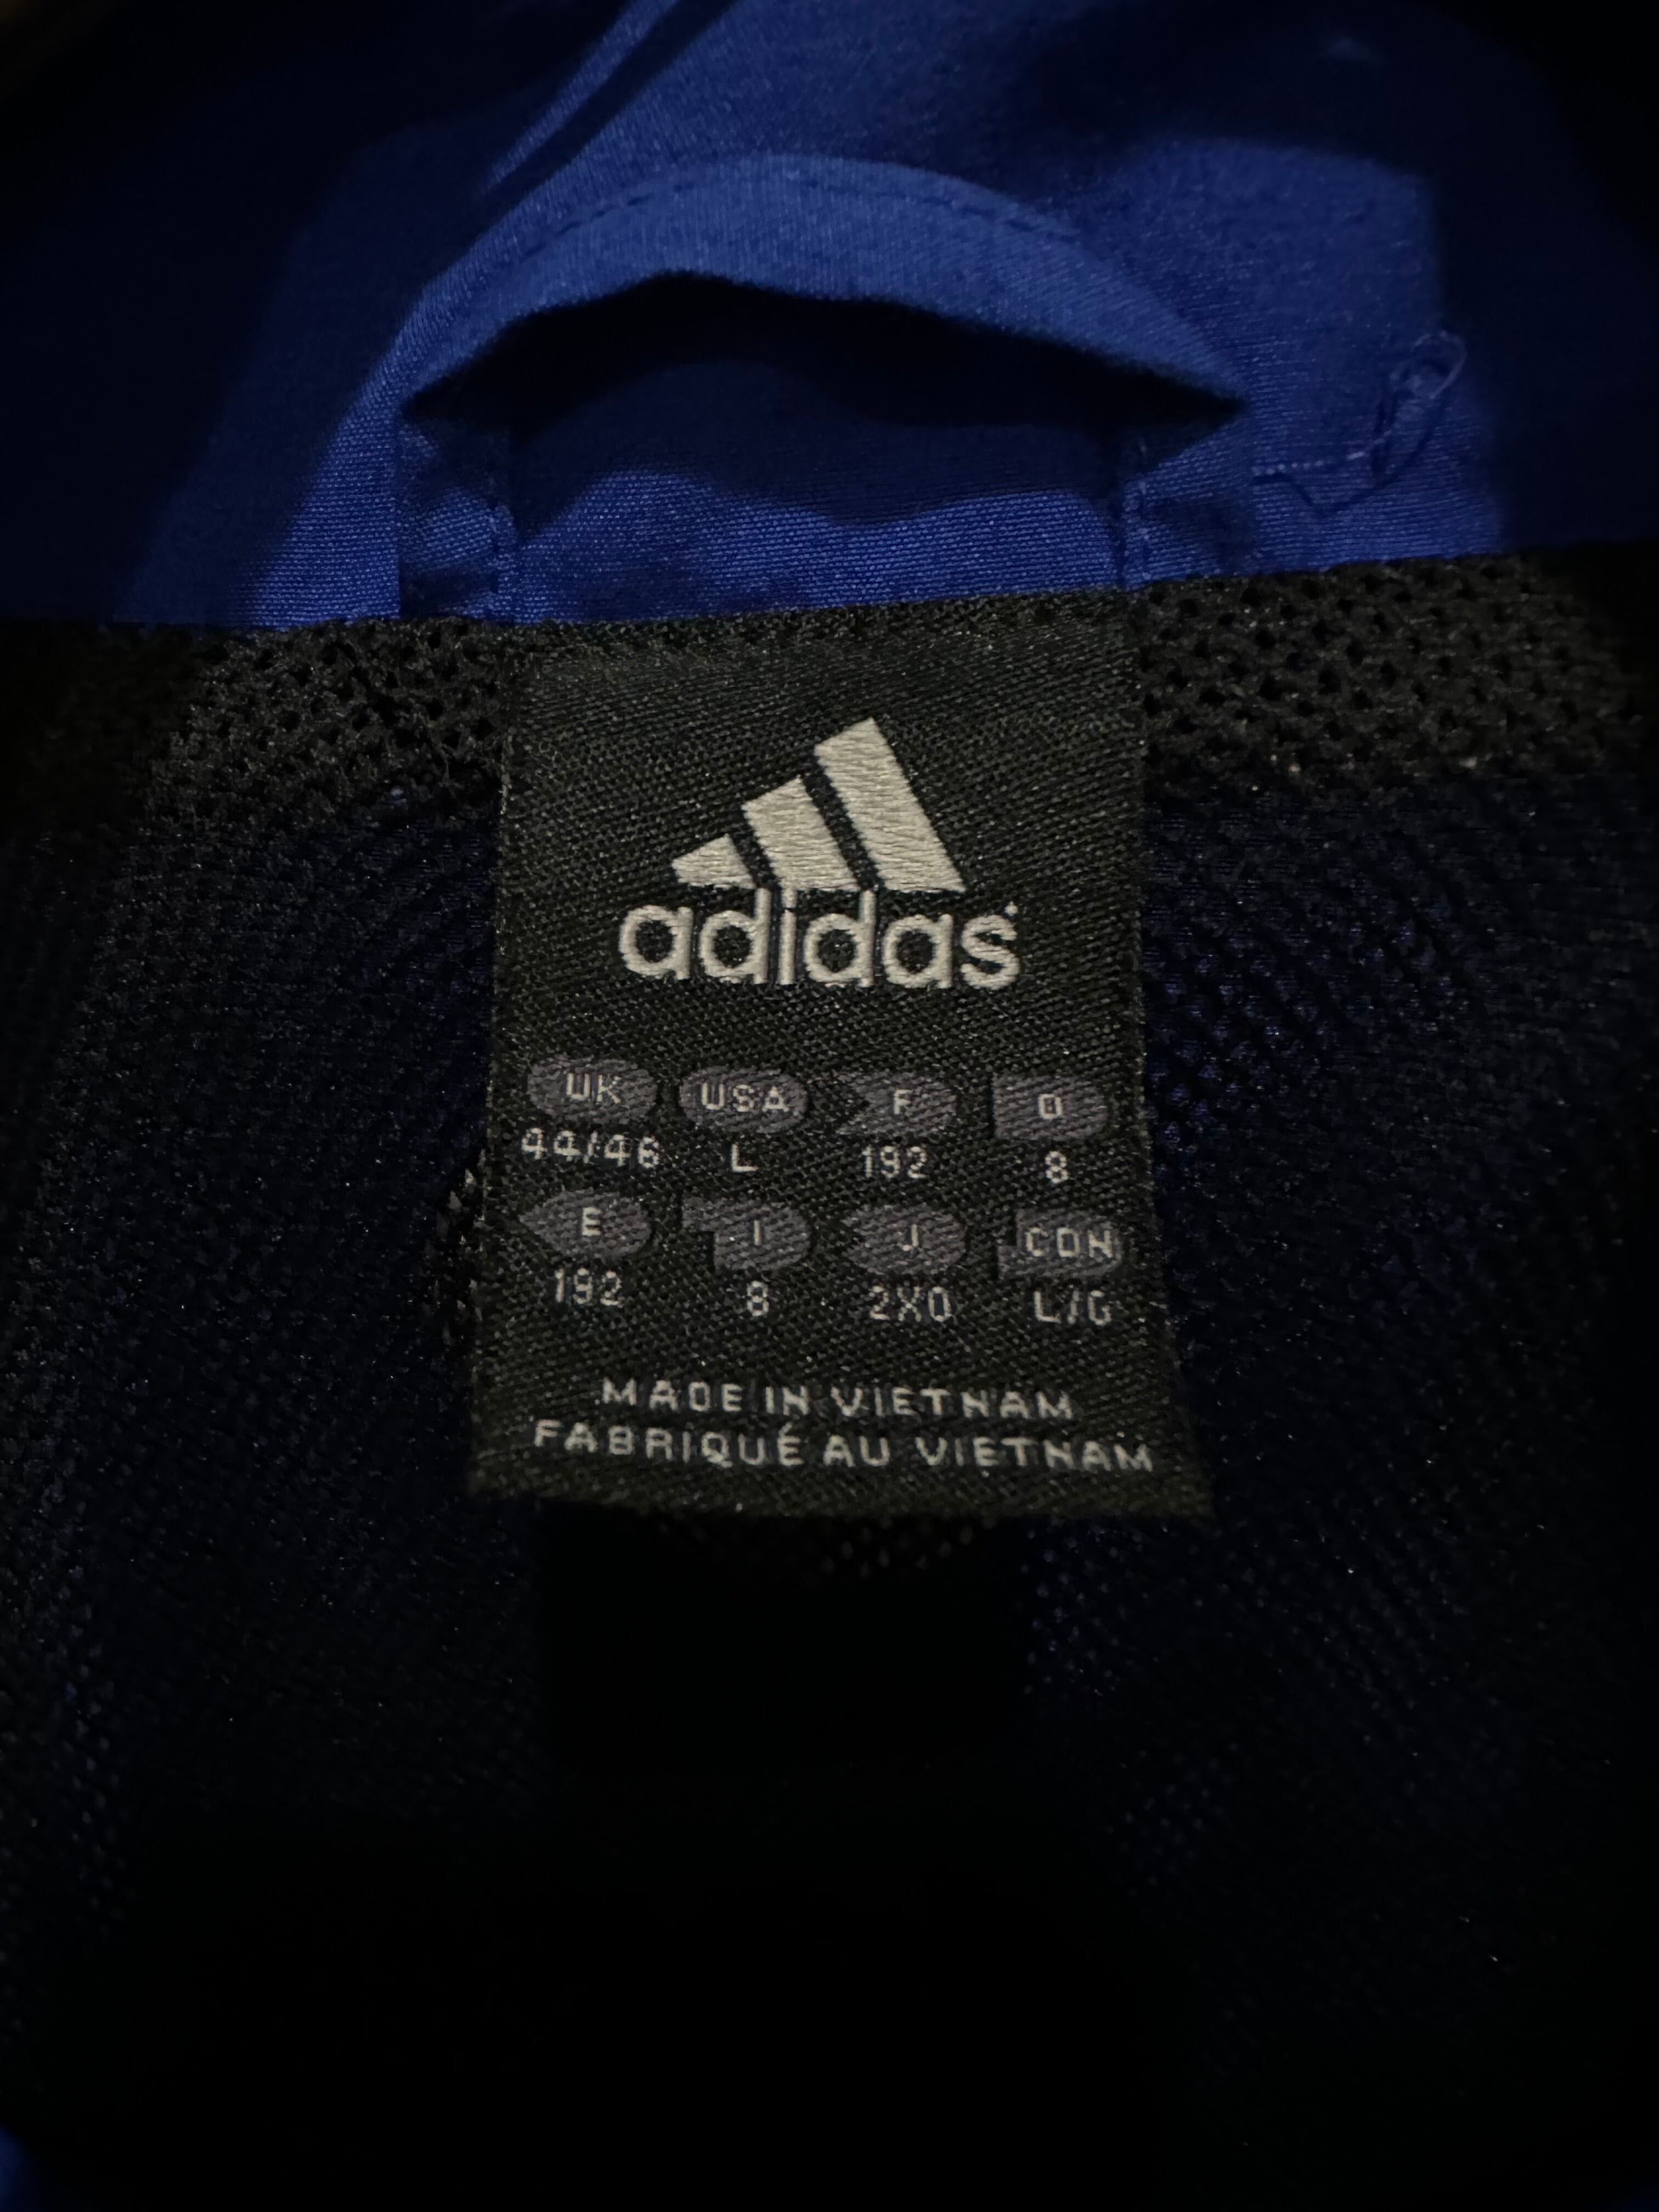 adidas
UK USA F D
44/46 L 192 8
E I J CDN
192 8 2XO L/G
MADE IN VIETNAM
FABRIQUÉ AU VIETNAM